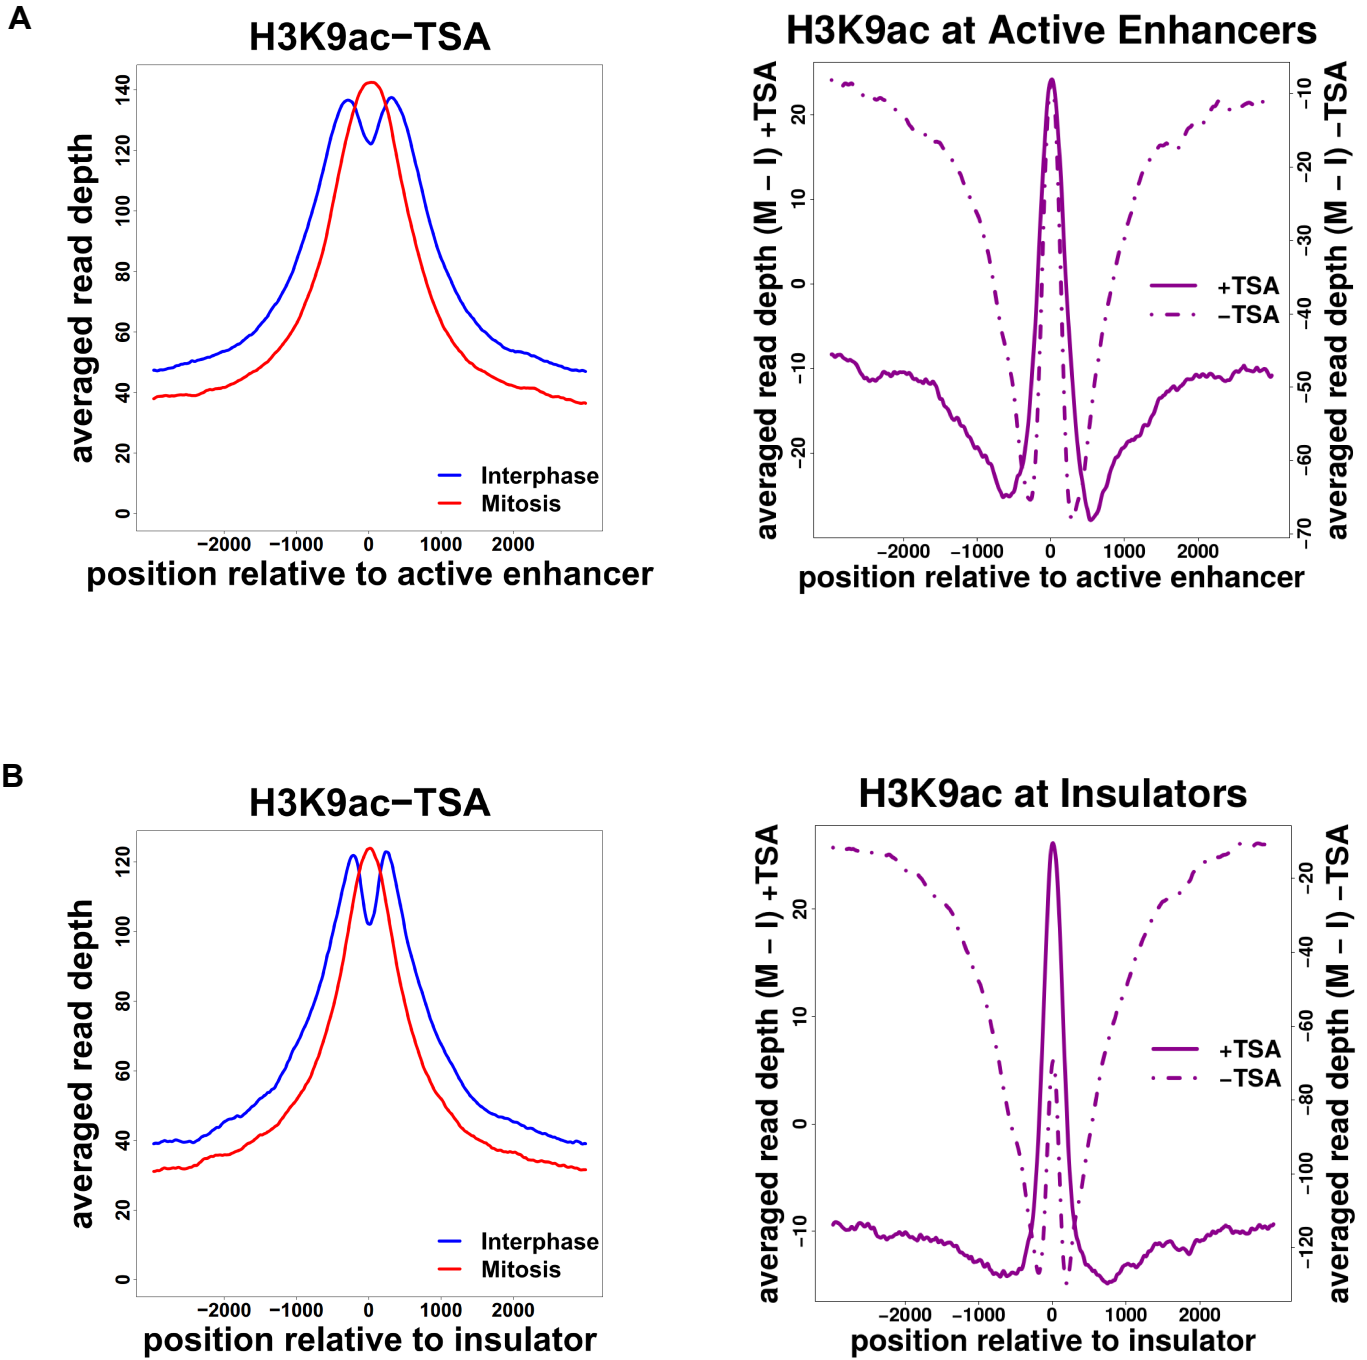 A
H3K9ac−TSA
averaged read depth
0
20
40
60
80
100
120
140
Interphase
Mitosis
−2000
−1000
0
1000
2000
position relative to active enhancer
H3K9ac at Active Enhancers
averaged read depth (M − I) +TSA
−20
−10
0
10
20
+TSA
−TSA
−70
−60
−50
−40
−30
−20
−10
averaged read depth (M − I) −TSA
−2000
−1000
0
1000
2000
position relative to active enhancer
B
H3K9ac−TSA
averaged read depth
0
20
40
60
80
100
120
Interphase
Mitosis
−2000
−1000
0
1000
2000
position relative to insulator
H3K9ac at Insulators
averaged read depth (M − I) +TSA
−10
0
10
20
+TSA
−TSA
−120
−100
−80
−60
−40
−20
averaged read depth (M − I) −TSA
−2000
−1000
0
1000
2000
position relative to insulator